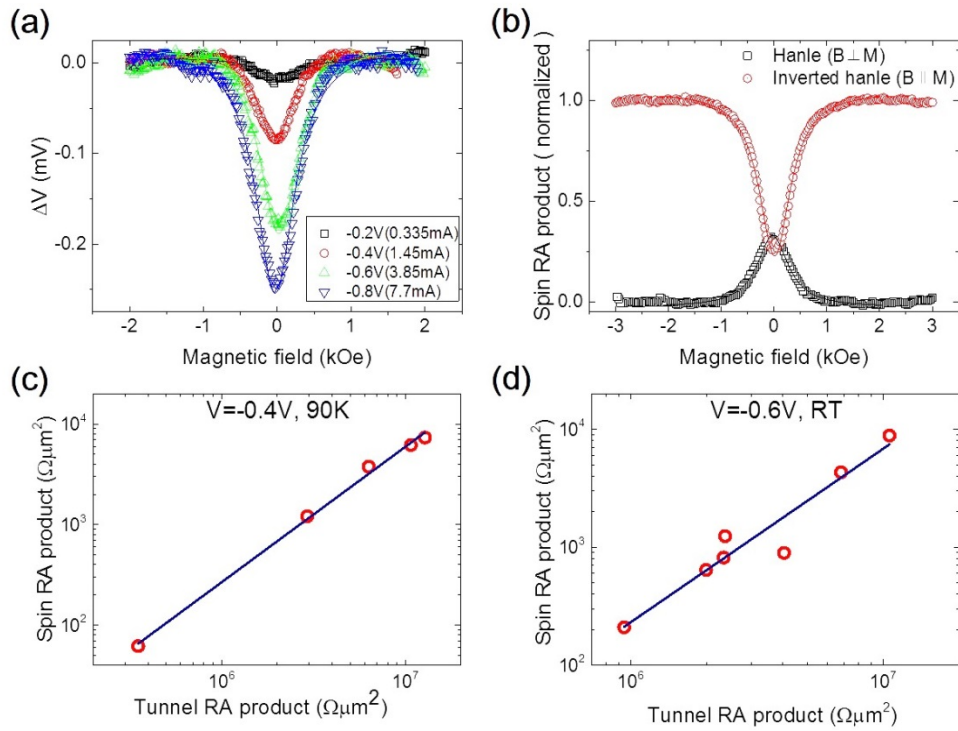 (a)
0.0
-0.1
-0.2
ΔV (mV)
-0.2V(0.335mA)
-0.4V(1.45mA)
-0.6V(3.85mA)
-0.8V(7.7mA)
-2 -1 0 1 2
Magnetic field (kOe)
(b)
Hanle (B⊥M)
Inverted hanle (B || M)
1.0
0.5
0.0
Spin RA product ( normalized )
-3 -2 -1 0 1 2 3
Magnetic field (kOe)
(c)
V=-0.4V, 90K
10⁴
10³
10²
Spin RA product (Ωμm²)
10⁶ 10⁷
Tunnel RA product (Ωμm²)
(d)
V=-0.6V, RT
10⁴
10³
10²
Spin RA product (Ωμm²)
10⁶ 10⁷
Tunnel RA product (Ωμm²)